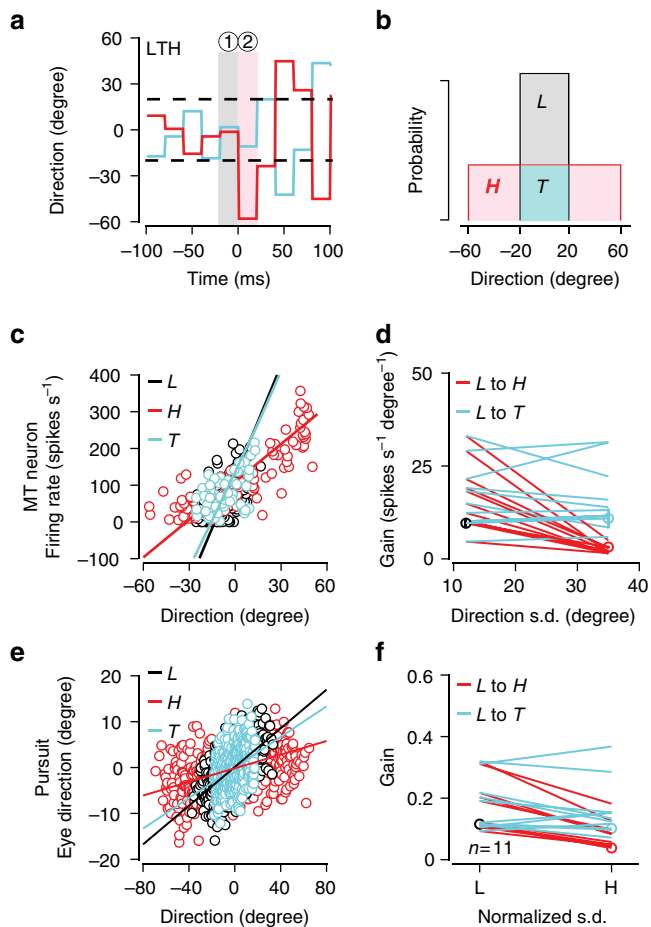 a
LTH
1 2
Direction (degree)
60
30
0
−30
−60
−100 −50 0 50 100
Time (ms)
b
Probability
L
H
T
−60 −20 20 60
Direction (degree)
c
L
H
T
MT neuron
Firing rate (spikes s−1)
400
300
200
100
0
−100
−60 −30 0 30 60
Direction (degree)
d
L to H
L to T
Gain (spikes s−1 degree−1)
50
25
0
10 20 30 40
Direction s.d. (degree)
e
L
H
T
Pursuit
Eye direction (degree)
20
10
0
−10
−20
−80 −40 0 40 80
Direction (degree)
f
L to H
L to T
Gain
0.6
0.4
0.2
0
n=11
L H
Normalized s.d.